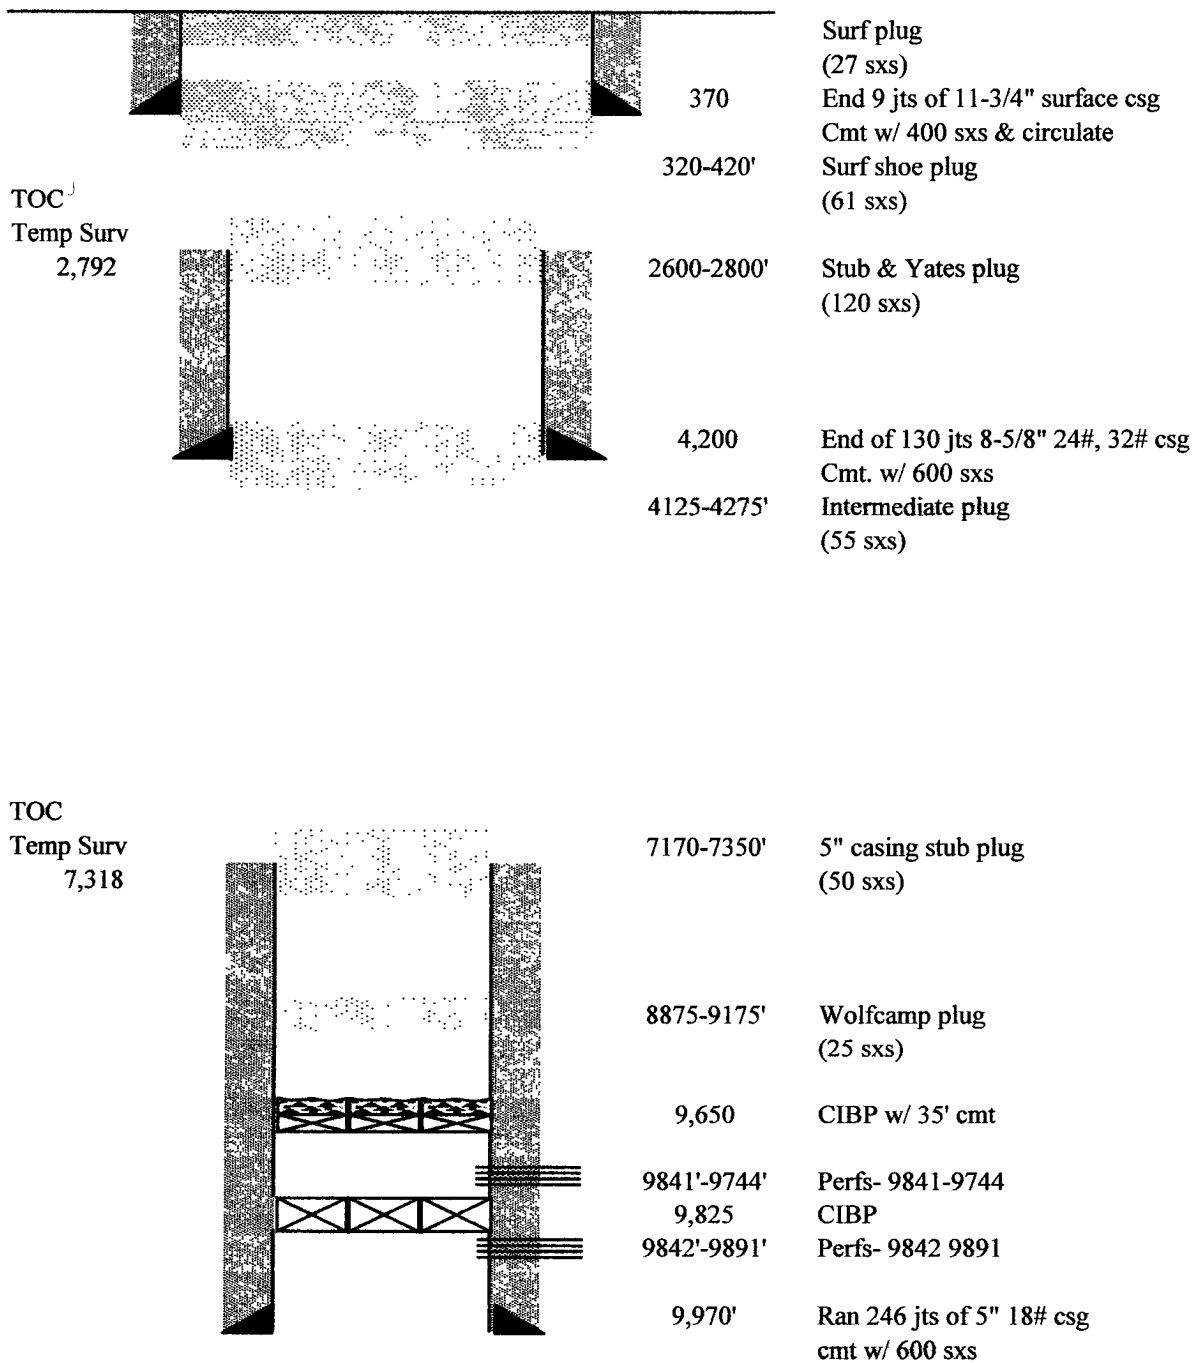 Surf plug
(27 sxs)
370 End 9 jts of 11-3/4" surface csg
Cmt w/ 400 sxs & circulate
320-420' Surf shoe plug
TOC
(61 sxs)
Temp Surv
2,792 2600-2800' Stub & Yates plug
(120 sxs)
4,200 End of 130 jts 8-5/8" 24#, 32# csg
Cmt. w/ 600 sxs
4125-4275' Intermediate plug
(55 sxs)
TOC
Temp Surv 7170-7350' 5" casing stub plug
7,318 (50 sxs)
8875-9175' Wolfcamp plug
(25 sxs)
9,650 CIBP w/ 35' cmt
9841'-9744' Perfs- 9841-9744
9,825 CIBP
9842'-9891' Perfs- 9842 9891
9,970' Ran 246 jts of 5" 18# csg
cmt w/ 600 sxs